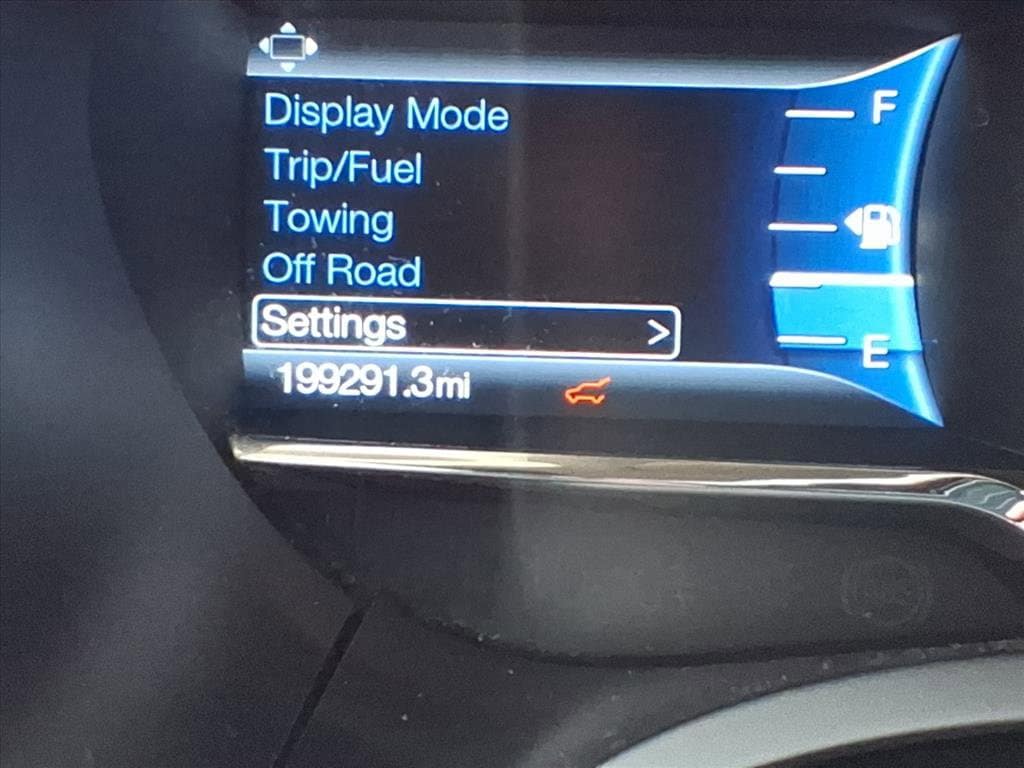 Display Mode
Trip/Fuel
Towing
Off Road
Settings >
199291.3mi
F
E